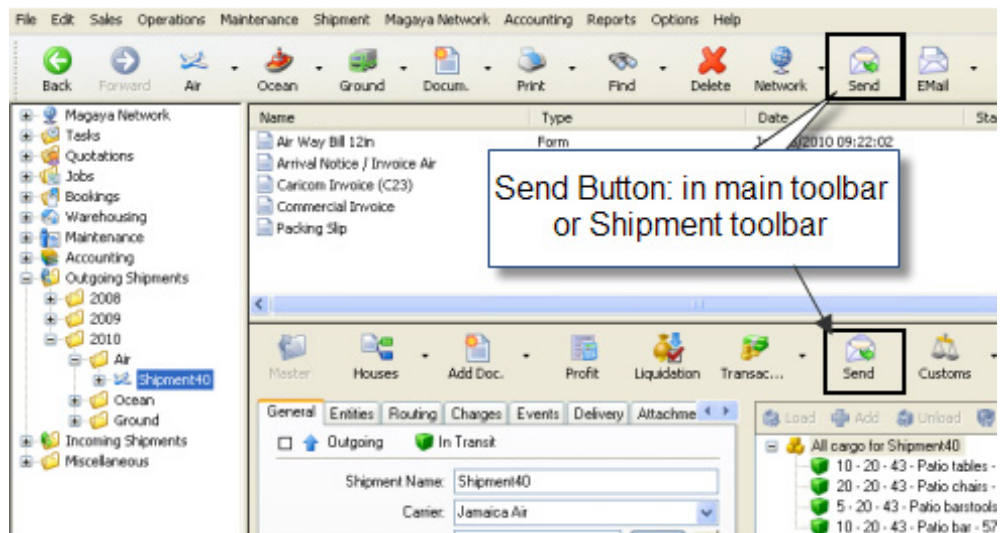 File Edit Sales Operations Maintenance Shipment Magaya Network Accounting Reports Options Help
Back Forward Air Ocean Ground Docum. Print Find Delete Network Send EMail
Magaya Network
Tasks
Quotations
Jobs
Bookings
Warehousing
Maintenance
Accounting
Outgoing Shipments
2008
2009
2010
Air
Shipment40
Ocean
Ground
Incoming Shipments
Miscellaneous
Name Type Date Sta
Air Way Bill 12in Form /2010 09:22:02
Arrival Notice / Invoice Air
Caricom Invoice (C23)
Commercial Invoice
Packing Slip
Send Button: in main toolbar
or Shipment toolbar
Master Houses Add Doc. Profit Liquidation Transac... Send Customs
General Entities Routing Charges Events Delivery Attachme
Outgoing In Transit
Shipment Name: Shipment40
Carrier: Jamaica Air
Load Add Unload
All cargo for Shipment40
10 - 20 - 43 - Patio tables -
20 - 20 - 43 - Patio chairs -
5 - 20 - 43 - Patio barstools
10 - 20 - 43 - Patio bar - 57